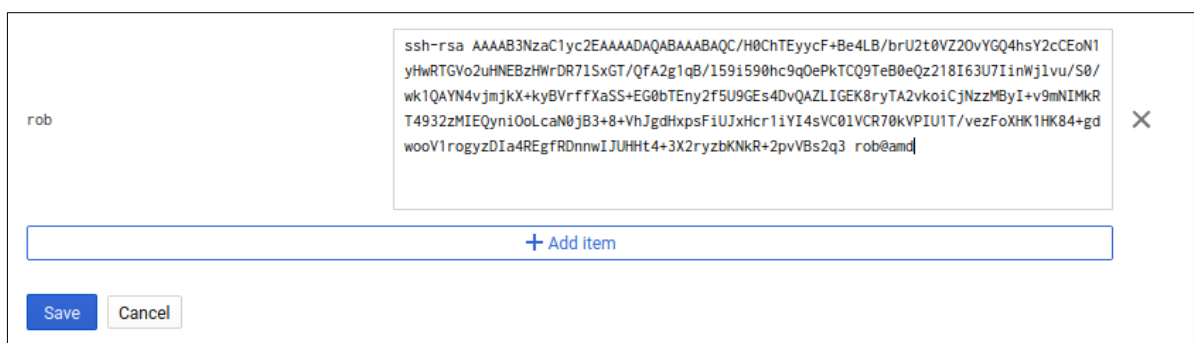 ssh-rsa AAAAB3NzaC1yc2EAAAADAQABAAABAQC/H0ChTEyycF+Be4LB/brU2t0VZ2OvYGQ4hsY2cCEoN1
yHwRTGVo2uHNEBzHWrDR7lSxGT/QfA2g1qB/l59i590hc9qOePkTCQ9TeB0eQz218I63U7IinWjlvu/S0/
wk1QAYN4vjmjkX+kyBVrffXaSS+EG0bTEny2f5U9GEs4DvQAZLIGEK8ryTA2vkoiCjNzzMByI+v9mNIMkR
T4932zMIEQyniOoLcaN0jB3+8+VhJgdHxpsFiUJxHcr1iYI4sVC0lVCR70kVPIU1T/vezFoXHK1HK84+gd
wooV1rogyzDIa4REgfRDnnwIJUHHt4+3X2ryzbKNkR+2pvVBs2q3 rob@amd
rob
+ Add item
Save Cancel